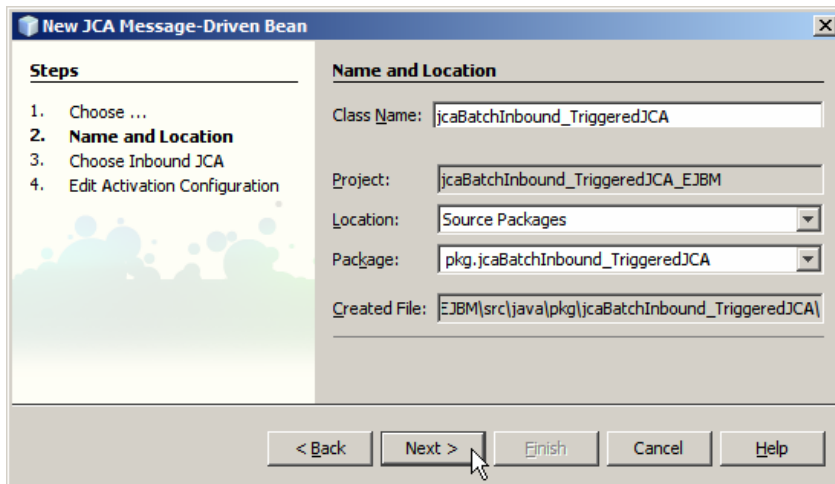 New JCA Message-Driven Bean
Steps
1. Choose ...
2. Name and Location
3. Choose Inbound JCA
4. Edit Activation Configuration
Name and Location
Class Name: jcaBatchInbound_TriggeredJCA
Project: jcaBatchInbound_TriggeredJCA_EJBM
Location: Source Packages
Package: pkg.jcaBatchInbound_TriggeredJCA
Created File: EJBM\src\java\pkg\jcaBatchInbound_TriggeredJCA\
< Back Next > Finish Cancel Help